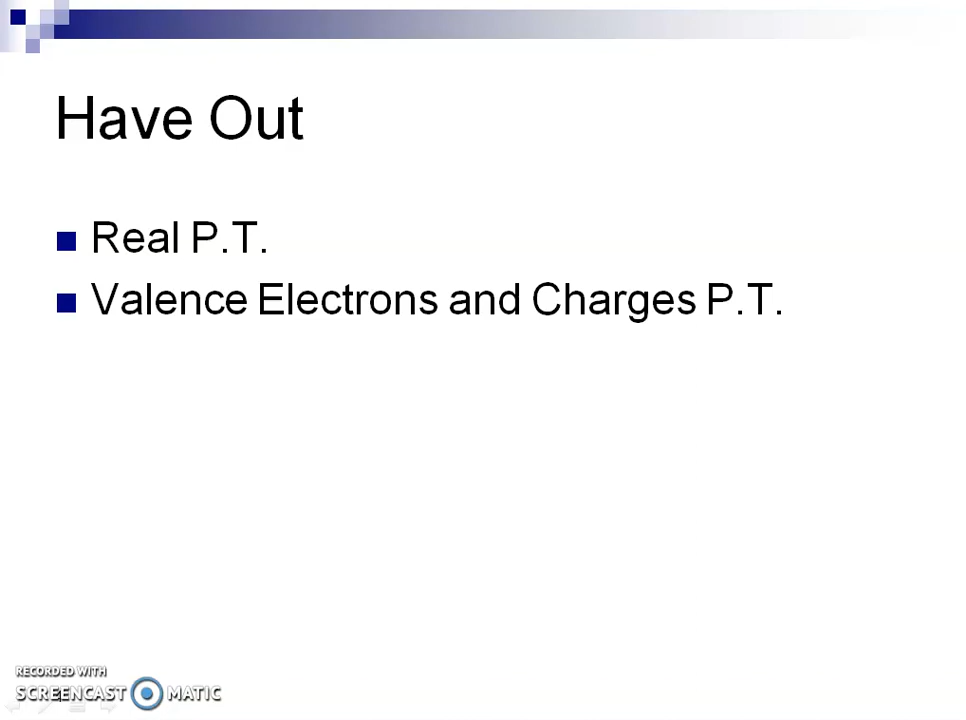 Have Out
Real P.T.
Valence Electrons and Charges P.T.
RECORDED WITH
SCREENCAST MATIC